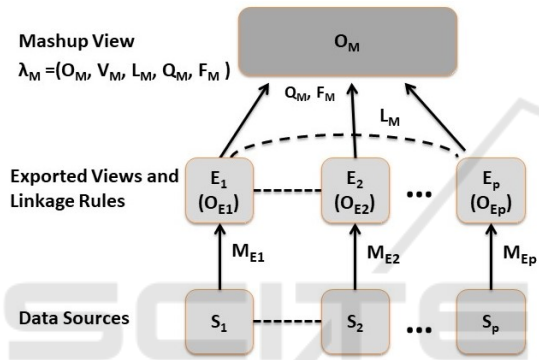 Mashup View
λM =(OM, VM, LM, QM, FM )
OM
QM, FM
LM
Exported Views and
Linkage Rules
E1
(OE1)
E2
(OE2)
...
Ep
(OEp)
ME1
ME2
MEp
Data Sources
S1
S2
...
Sp
SCITE